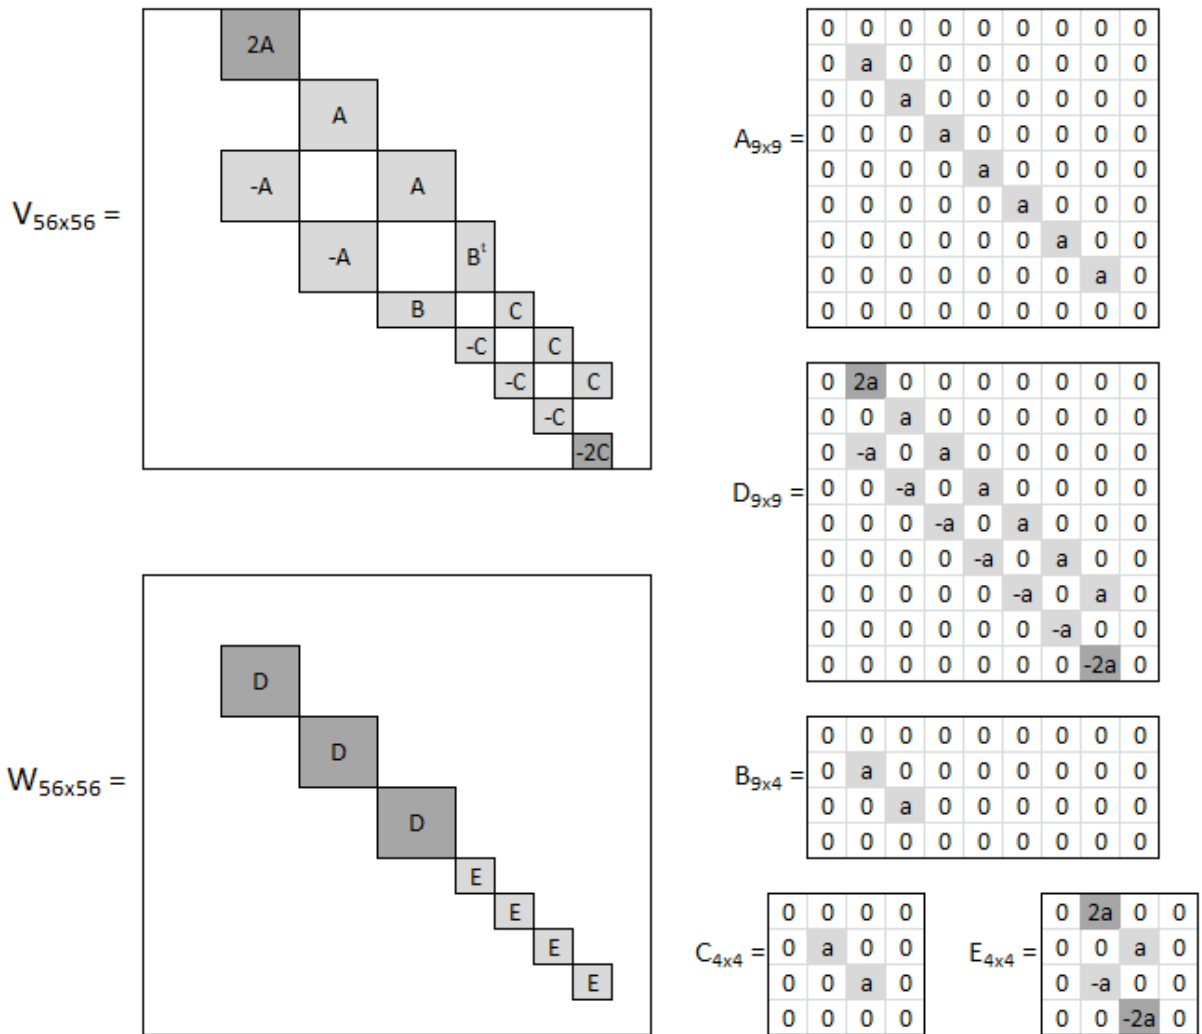 V56x56 =
2A
A
-A A
-A Bᵗ
B C
-C C
-C C
-C
-2C
W56x56 =
D
D
D
E
E
E
E
A9x9 =
0 0 0 0 0 0 0 0 0
0 a 0 0 0 0 0 0 0
0 0 a 0 0 0 0 0 0
0 0 0 a 0 0 0 0 0
0 0 0 0 a 0 0 0 0
0 0 0 0 0 a 0 0 0
0 0 0 0 0 0 a 0 0
0 0 0 0 0 0 0 a 0
0 0 0 0 0 0 0 0 0
D9x9 =
0 2a 0 0 0 0 0 0 0
0 0 a 0 0 0 0 0 0
0 -a 0 a 0 0 0 0 0
0 0 -a 0 a 0 0 0 0
0 0 0 -a 0 a 0 0 0
0 0 0 0 -a 0 a 0 0
0 0 0 0 0 -a 0 a 0
0 0 0 0 0 0 -a 0 0
0 0 0 0 0 0 0 -2a 0
B9x4 =
0 0 0 0 0 0 0 0 0
0 a 0 0 0 0 0 0 0
0 0 a 0 0 0 0 0 0
0 0 0 0 0 0 0 0 0
C4x4 =
0 0 0 0
0 a 0 0
0 0 a 0
0 0 0 0
E4x4 =
0 2a 0 0
0 0 a 0
0 -a 0 0
0 0 -2a 0